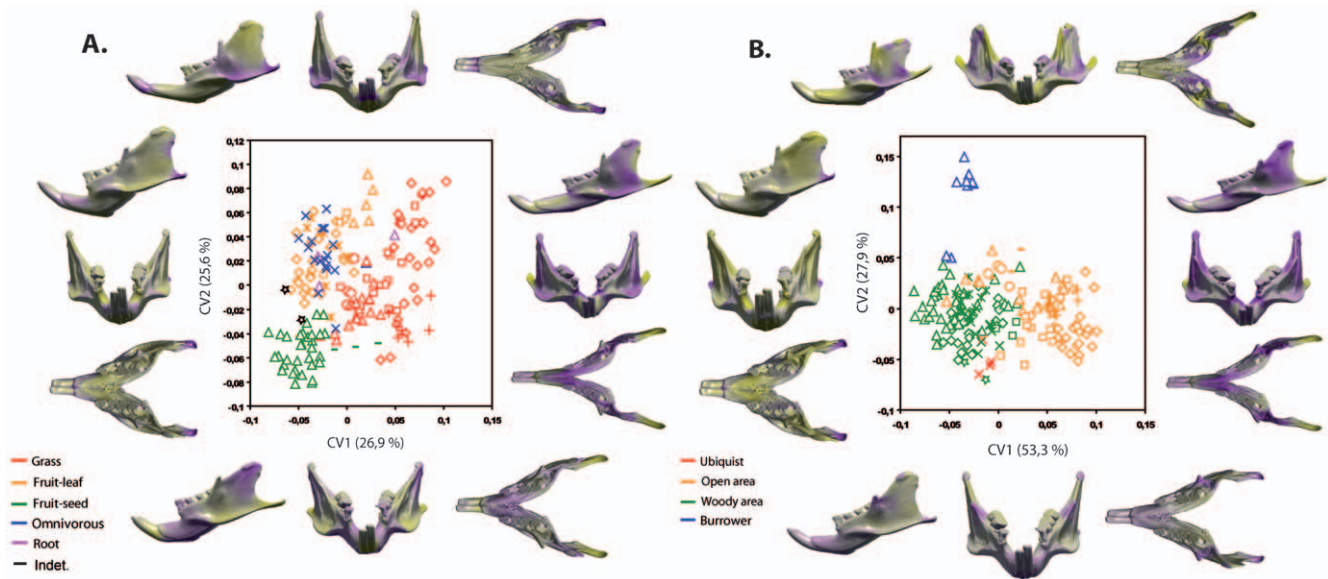 A.
0,12
0,1
0,08
0,06
0,04
0,02
0
-0,02
-0,04
-0,06
-0,08
-0,1
CV2 (25,6 %)
-0,1
-0,05
0
0,05
0,1
0,15
CV1 (26,9 %)
Grass
Fruit-leaf
Fruit-seed
Omnivorous
Root
Indet.
B.
0,15
0,1
0,05
0
-0,05
-0,1
CV2 (27,9 %)
-0,1
-0,05
0
0,05
0,1
0,15
CV1 (53,3 %)
Ubiquist
Open area
Woody area
Burrower